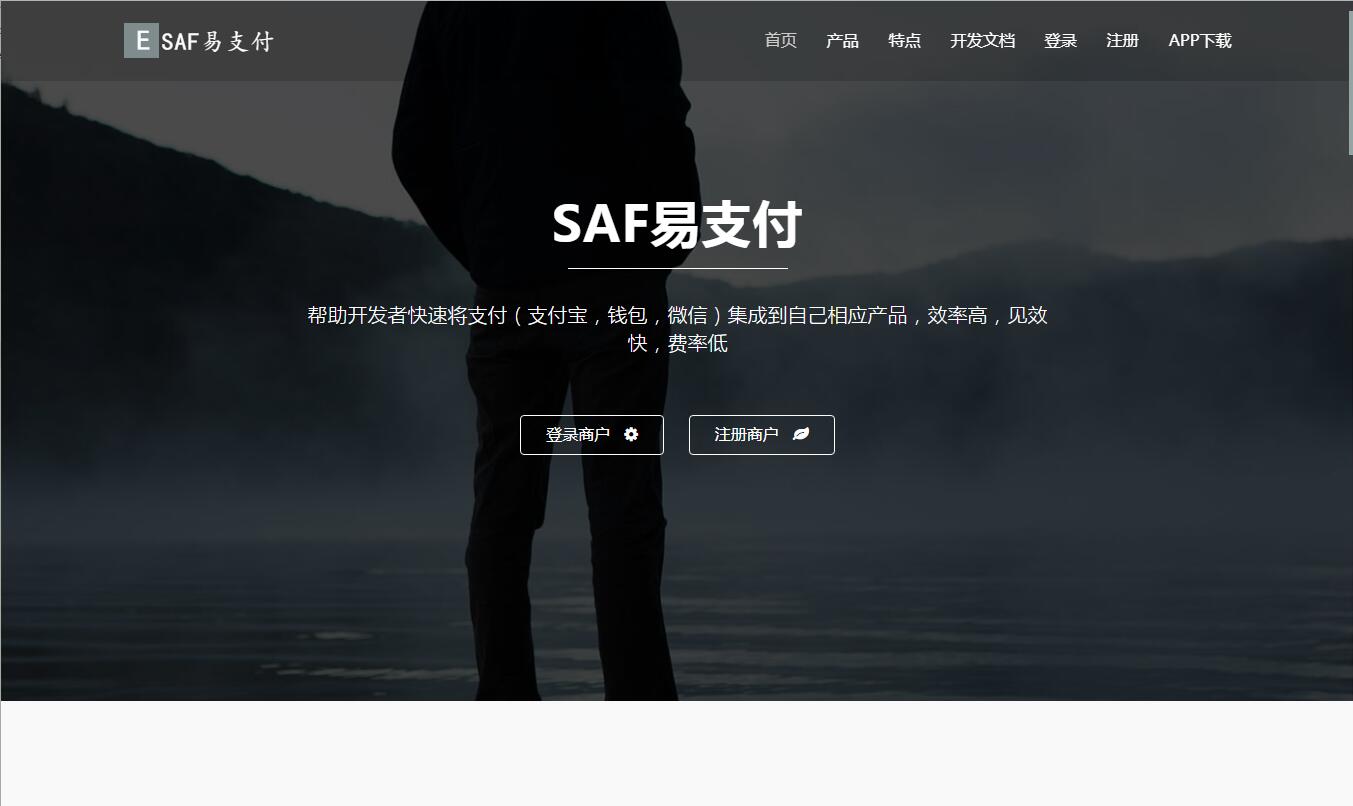 E SAF易支付
首页 产品 特点 开发文档 登录 注册 APP下载
SAF易支付
帮助开发者快速将支付（支付宝，钱包，微信）集成到自己相应产品，效率高，见效
快，费率低
登录商户 注册商户